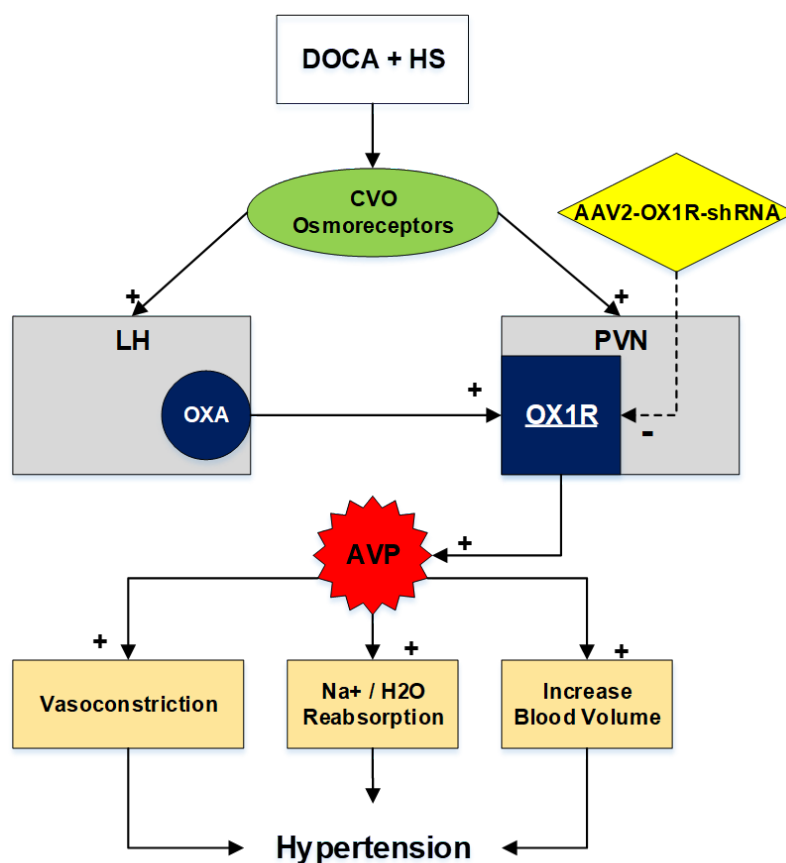 DOCA + HS
CVO
Osmoreceptors
AAV2-OX1R-shRNA
+
+
LH
PVN
OXA
+
OX1R
-
AVP
+
+
+
+
Vasoconstriction
Na+ / H2O
Reabsorption
Increase
Blood Volume
Hypertension